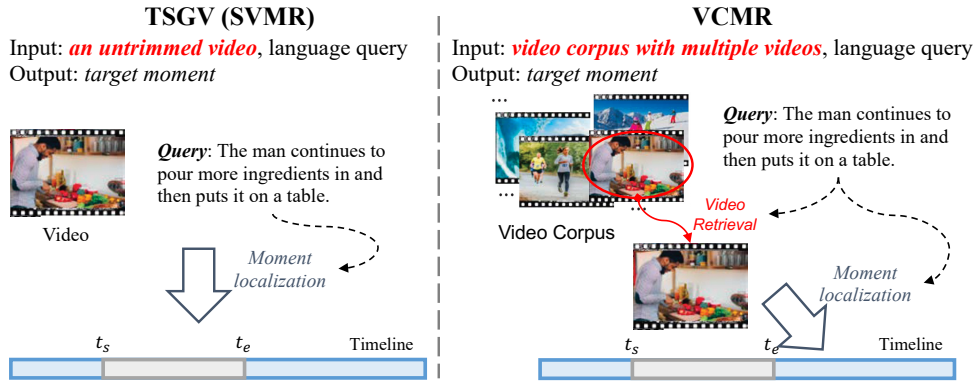 TSGV (SVMR)
Input: an untrimmed video, language query
Output: target moment
Query: The man continues to
pour more ingredients in and
then puts it on a table.
Video
Moment
localization
t_s
t_e
Timeline
VCMR
Input: video corpus with multiple videos, language query
Output: target moment
...
Query: The man continues to
pour more ingredients in and
then puts it on a table.
...
...
Video Corpus
Video
Retrieval
Moment
localization
t_s
t_e
Timeline